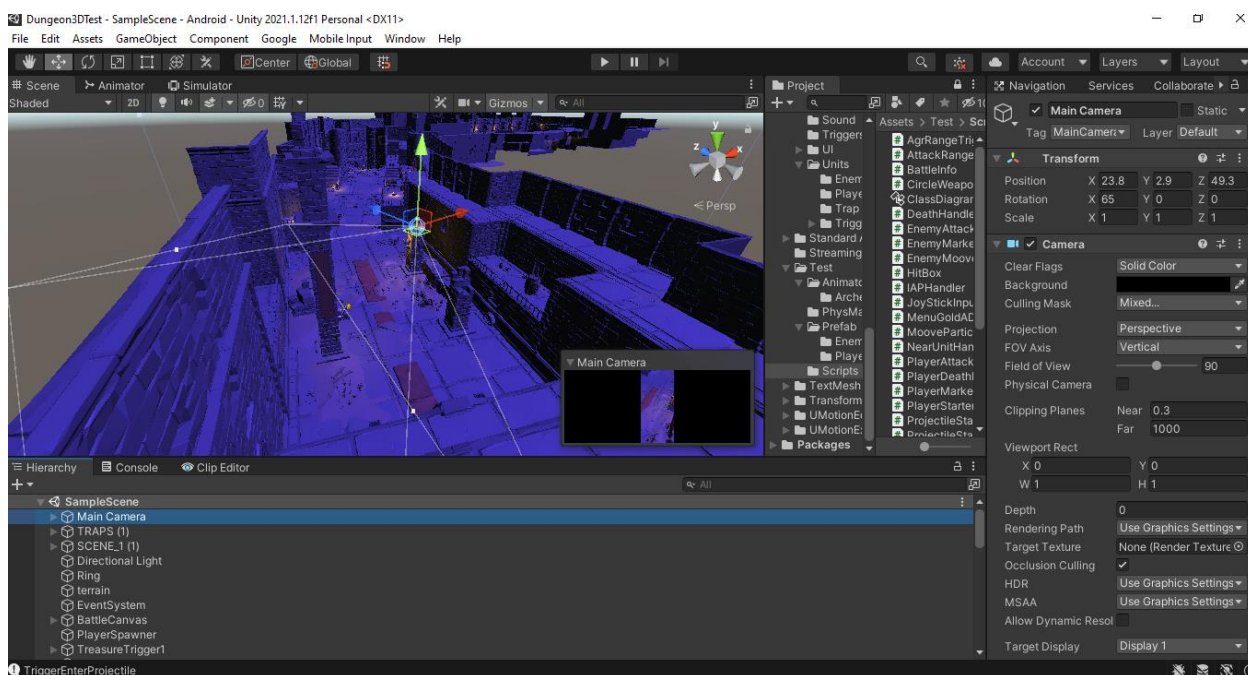 Dungeon3DTest - SampleScene - Android - Unity 2021.1.12f1 Personal <DX11>
File Edit Assets GameObject Component Google Mobile Input Window Help
Center Global Account Layers Layout
Scene Animator Simulator
Shaded 2D 0 Gizmos All
y
z x
Persp
Main Camera
Project
Sound
Triggers
UI
Units
Enem
Playe
Trap
Trigg
Standard
Streaming
Test
Animato
Arche
PhysMa
Prefab
Enem
Playe
Scripts
TextMesh
Transform
UMotionE
UMotionE
Packages
Assets > Test > Scr
AgrRangeTri
AttackRange
BattleInfo
CircleWeapo
ClassDiagrar
DeathHandle
EnemyAttack
EnemyMarke
EnemyMoov
HitBox
IAPHandler
JoyStickInpu
MenuGoldAD
MoovePartic
NearUnitHan
PlayerAttack
PlayerDeathI
PlayerMarke
PlayerStarter
ProjectileSta
ProjectileSta
Navigation Services Collaborate
Main Camera Static
Tag MainCamera Layer Default
Transform
Position X 23.8 Y 2.9 Z 49.3
Rotation X 65 Y 0 Z 0
Scale X 1 Y 1 Z 1
Camera
Clear Flags Solid Color
Background
Culling Mask Mixed...
Projection Perspective
FOV Axis Vertical
Field of View 90
Physical Camera
Clipping Planes Near 0.3
Far 1000
Viewport Rect
X 0 Y 0
W 1 H 1
Depth 0
Rendering Path Use Graphics Settings
Target Texture None (Render Texture
Occlusion Culling
HDR Use Graphics Settings
MSAA Use Graphics Settings
Allow Dynamic Resol
Target Display Display 1
Hierarchy Console Clip Editor
All
SampleScene
Main Camera
TRAPS (1)
SCENE_1 (1)
Directional Light
Ring
terrain
EventSystem
BattleCanvas
PlayerSpawner
TreasureTrigger1
TriggerEnterProjectile